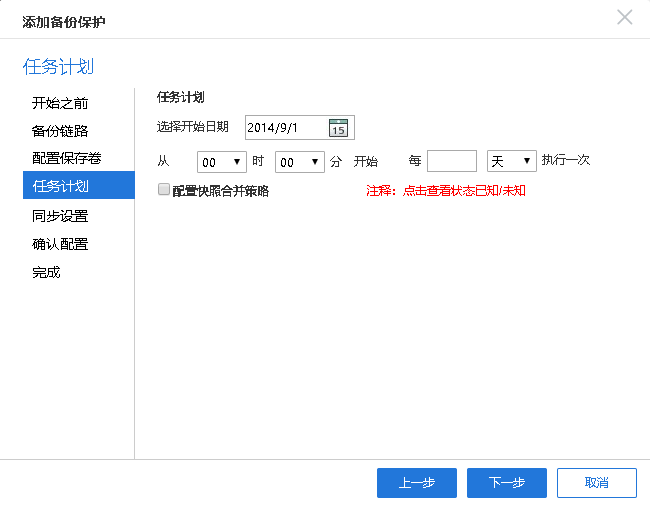 添加备份保护
任务计划
开始之前
备份链路
配置保存卷
任务计划
同步设置
确认配置
完成
任务计划
选择开始日期 2014/9/1 15
从 00 时 00 分 开始 每 天 执行一次
配置快照合并策略 注释：点击查看状态已知/未知
上一步 下一步 取消